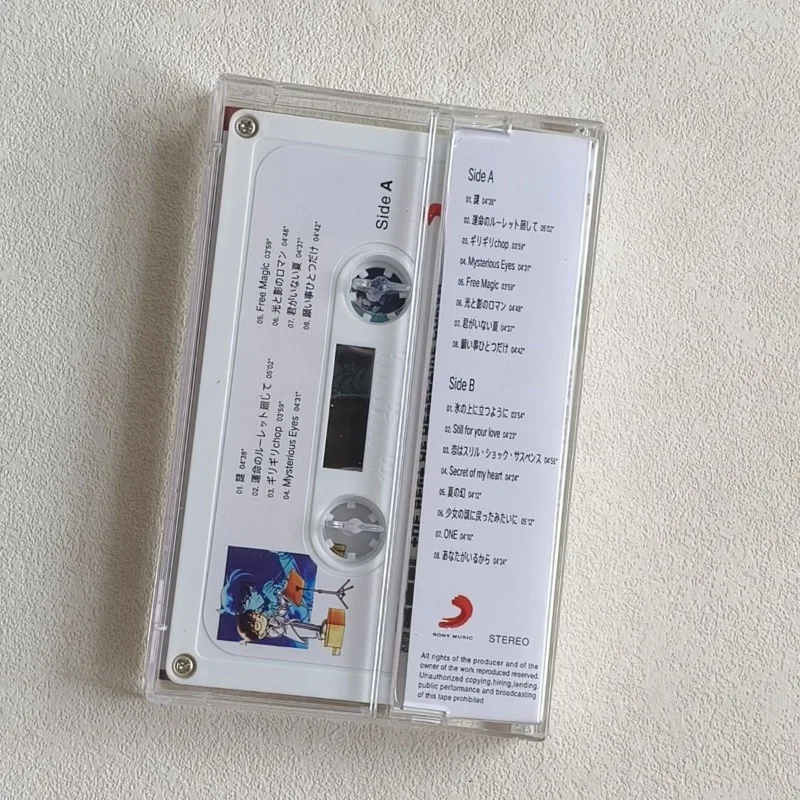 Side A
01. 謎 04'38"
02. 運命のルーレット廻して 05'02"
03. ギリギリchop 03'59"
04. Mysterious Eyes 04'31"
05. Free Magic 03'59"
06. 光と影のロマン 04'48"
07. 君がいない夏 04'37"
08. 願い事ひとつだけ 04'42"
Side A
01. 謎 04'38"
02. 運命のルーレット廻して 05'02"
03. ギリギリchop 03'59"
04. Mysterious Eyes 04'31"
05. Free Magic 03'59"
06. 光と影のロマン 04'48"
07. 君がいない夏 04'37"
08. 願い事ひとつだけ 04'42"
Side B
01. 氷の上に立つように 03'54"
02. Still for your love 04'23"
03. 恋はスリル・ショック・サスペンス 04'56"
04. Secret of my heart 04'24"
05. 夏の幻 04'12"
06. 少女の頃に戻ったみたいに 05'12"
07. ONE 04'10"
08. あなたがいるから 04'34"
SONY MUSIC
STEREO
All rights of the producer and of the
owner of the work reproduced reserved.
Unauthorized copying,hiring,lending,
public performance and broadcasting
of this tape prohibited